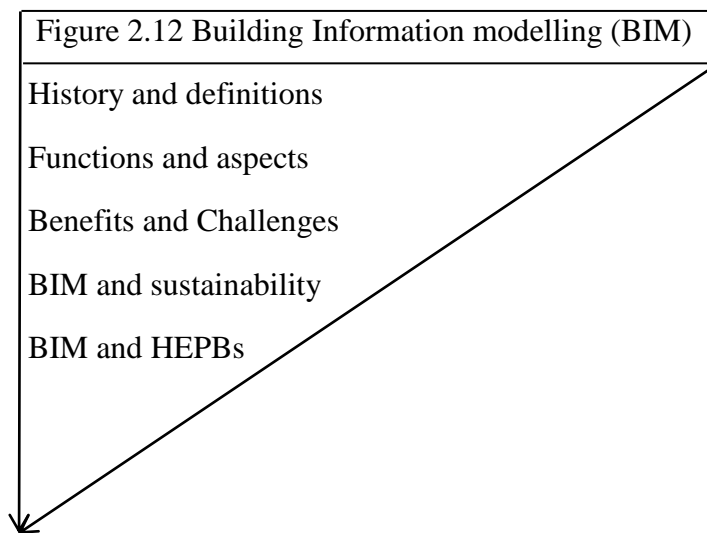 Figure 2.12 Building Information modelling (BIM)
History and definitions
Functions and aspects
Benefits and Challenges
BIM and sustainability
BIM and HEPBs